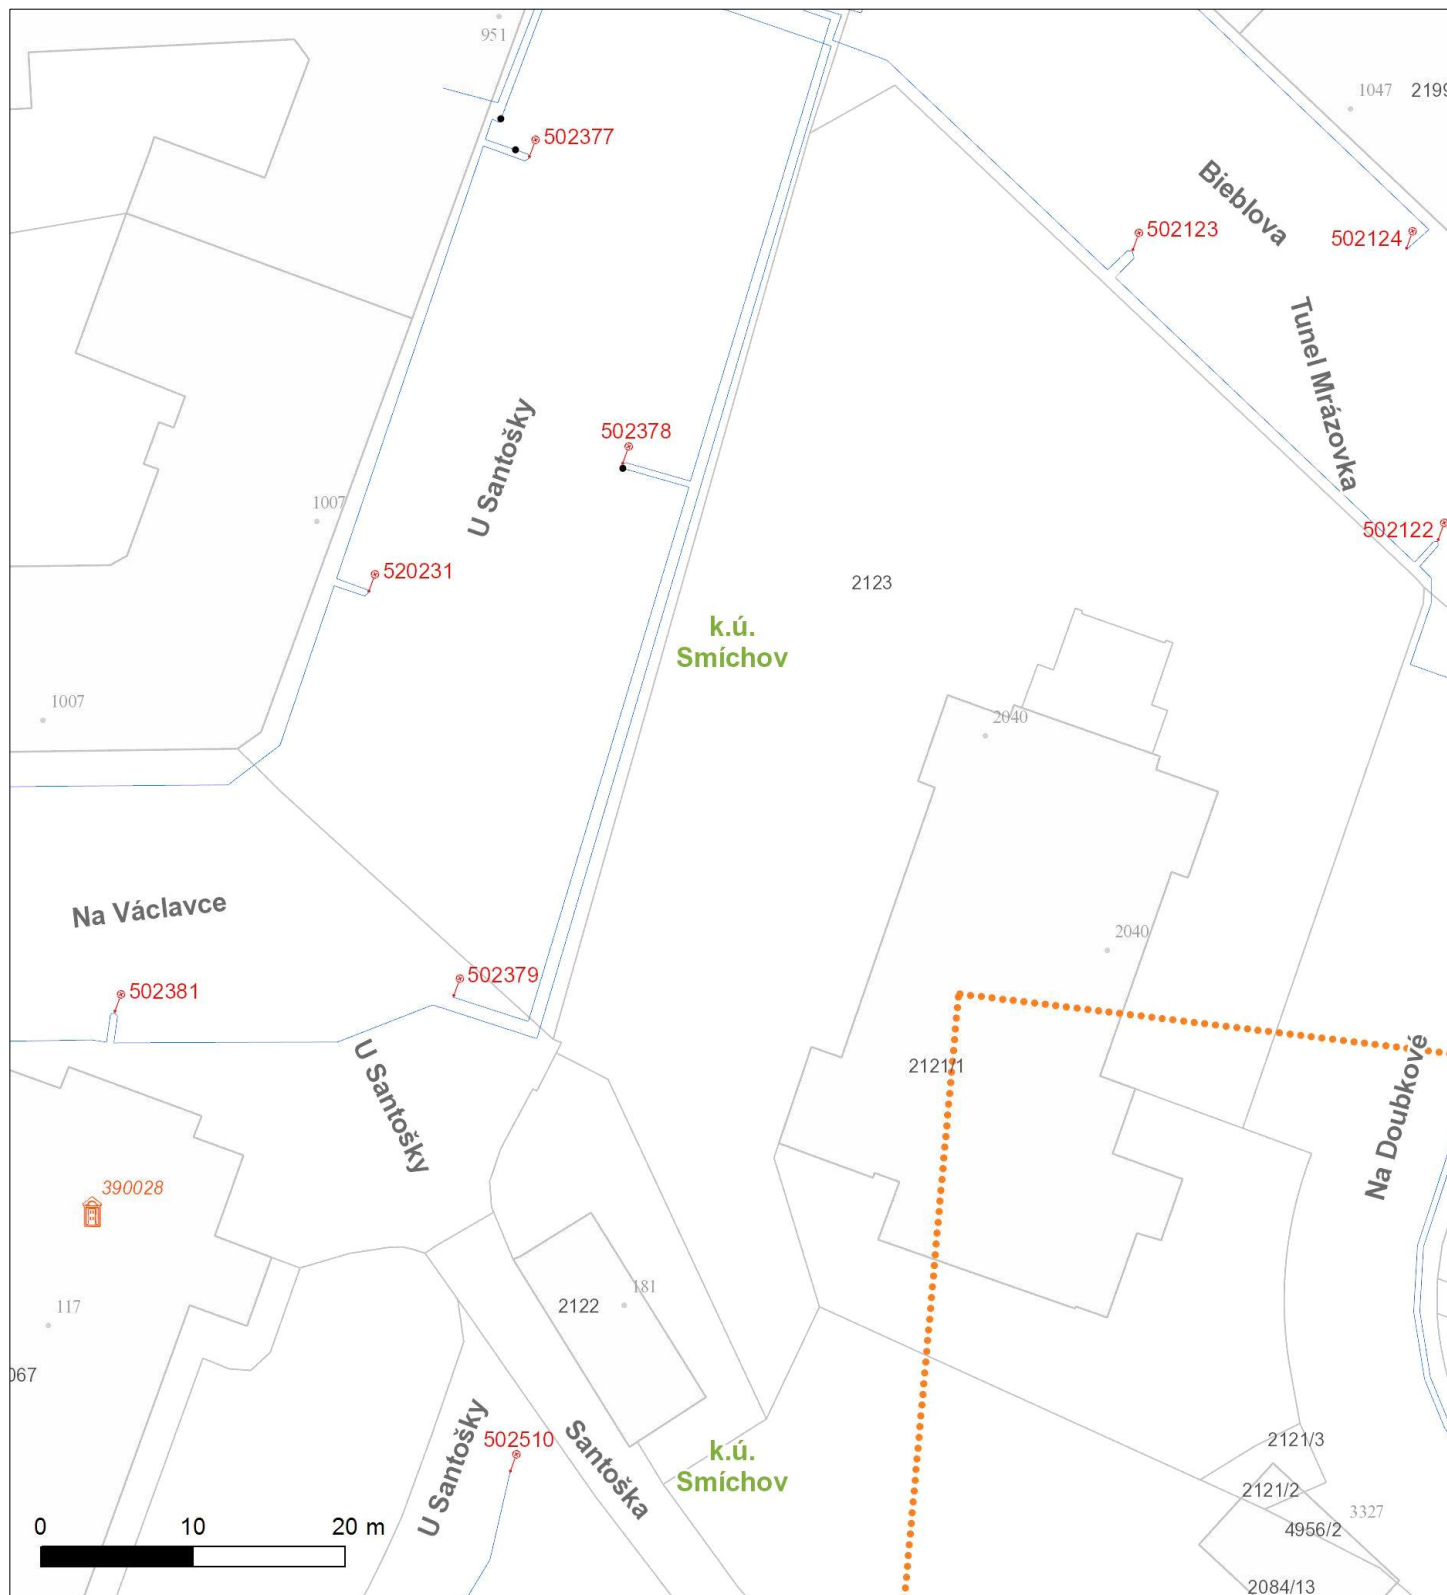 951
502377
1047
2199
Bieblova
502123
502124
Tunel Mrázovka
U Santošky
502378
1007
502122
520231
2123
k.ú.
Smíchov
1007
2040
Na Václavce
2040
502379
502381
U Santošky
2121/1
Na Doubkové
390028
181
2122
117
067
U Santošky
502510
Santoška
k.ú.
Smíchov
2121/3
2121/2
3327
4956/2
2084/13
0 10 20 m